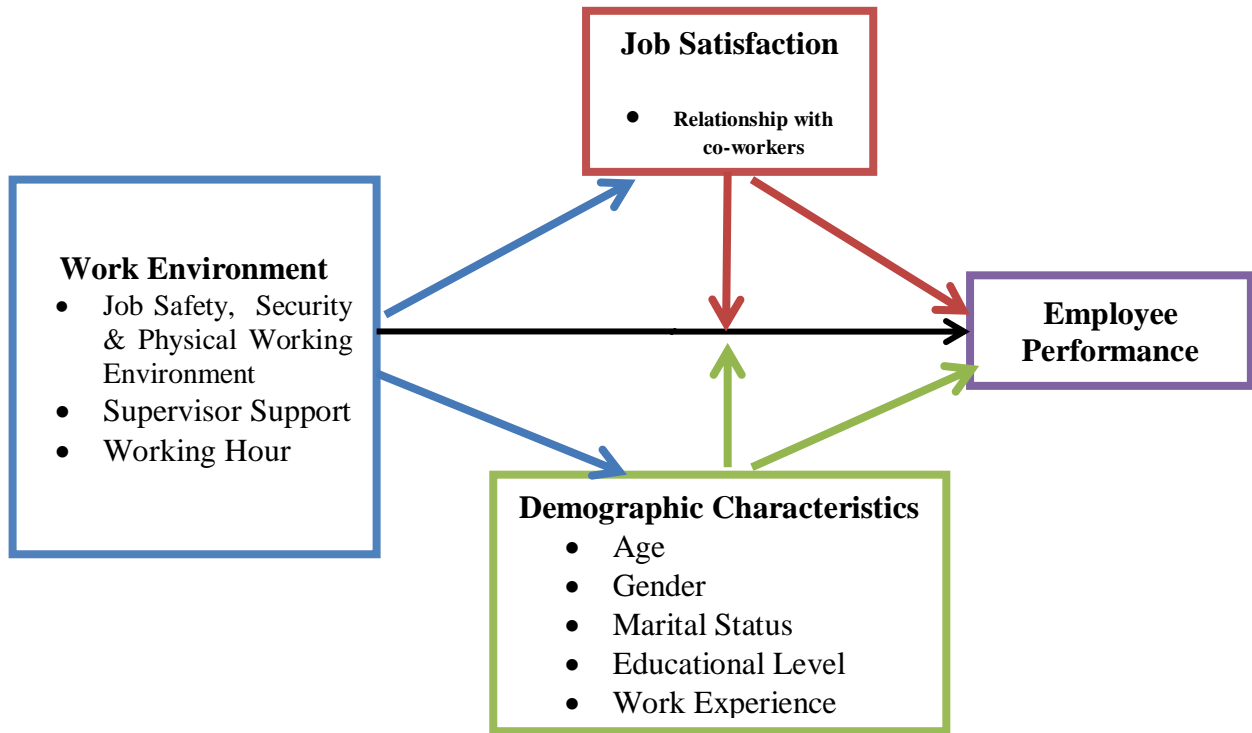 Job Satisfaction
• Relationship with
co-workers
Work Environment
• Job Safety, Security
& Physical Working
Environment
• Supervisor Support
• Working Hour
Employee
Performance
Demographic Characteristics
• Age
• Gender
• Marital Status
• Educational Level
• Work Experience